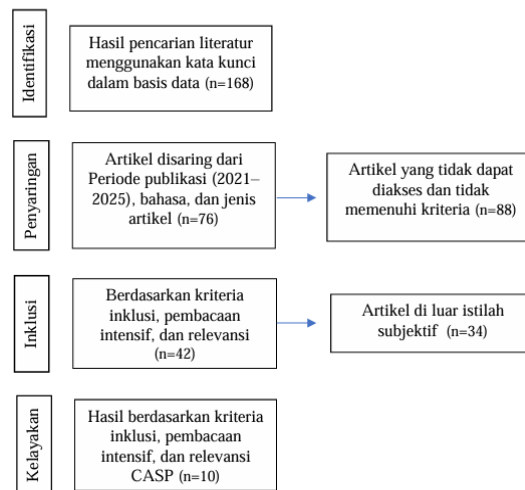 Identifikasi
Hasil pencarian literatur
menggunakan kata kunci
dalam basis data (n=168)
Penyaringan
Artikel disaring dari
Periode publikasi (2021–
2025), bahasa, dan jenis
artikel (n=76)
Artikel yang tidak dapat
diakses dan tidak
memenuhi kriteria (n=88)
Inklusi
Berdasarkan kriteria
inklusi, pembacaan
intensif, dan relevansi
(n=42)
Artikel di luar istilah
subjektif (n=34)
Kelayakan
Hasil berdasarkan kriteria
inklusi, pembacaan
intensif, dan relevansi
CASP (n=10)